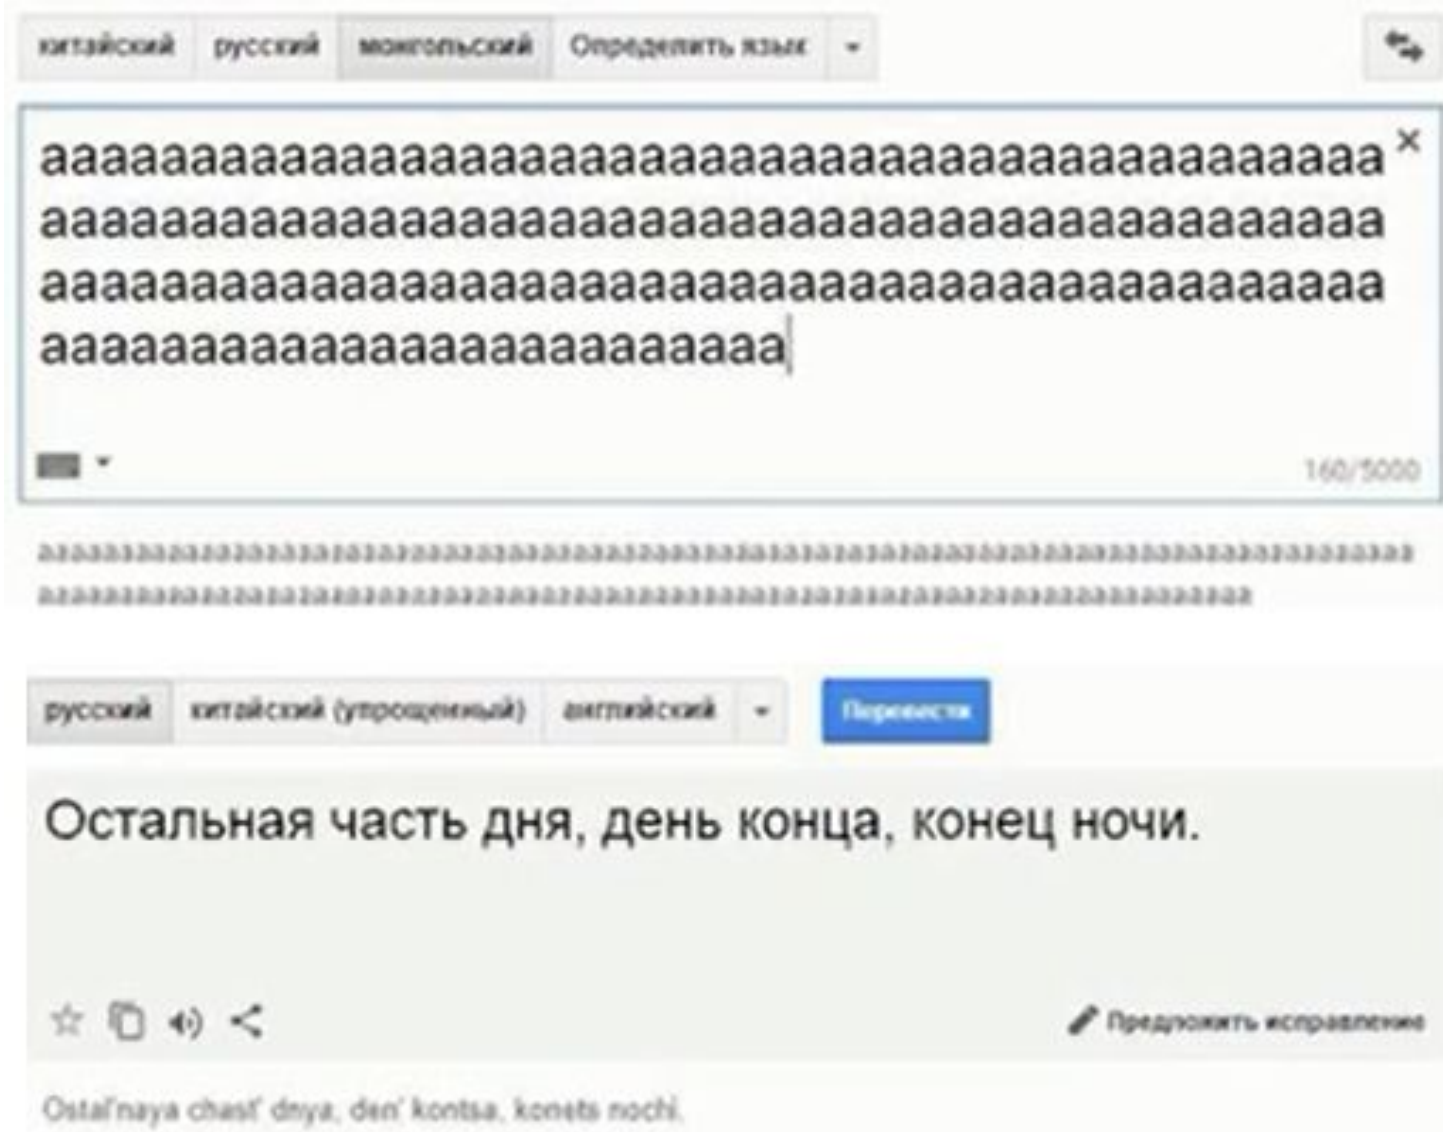 китайский русский монгольский Определить язык
аааааааааааааааааааааааааааааааааааааааааааа
аааааааааааааааааааааааааааааааааааааааааааа
аааааааааааааааааааааааааааааааааааааааааааа
аааааааааааааааааааааааа
160/5000
русский китайский (упрощенный) английский Перевести
Остальная часть дня, день конца, конец ночи.
Предложить исправление
Ostal'naya chast' dnya, den' kontsa, konets nochi.